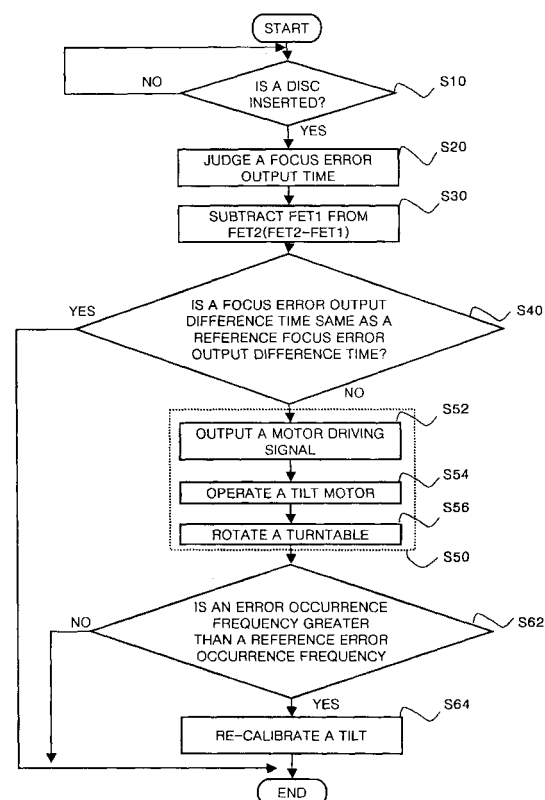 START
IS A DISC
INSERTED?
S10
NO
YES
JUDGE A FOCUS ERROR
OUTPUT TIME
S20
SUBTRACT FET1 FROM
FET2(FET2-FET1)
S30
YES
IS A FOCUS ERROR OUTPUT
DIFFERENCE TIME SAME AS A
REFERENCE FOCUS ERROR
OUTPUT DIFFERENCE TIME?
S40
NO
OUTPUT A MOTOR DRIVING
SIGNAL
S52
OPERATE A TILT MOTOR
S54
ROTATE A TURNTABLE
S56
S50
NO
IS AN ERROR OCCURRENCE
FREQUENCY GREATER
THAN A REFERENCE ERROR
OCCURRENCE FREQUENCY
S62
YES
RE-CALIBRATE A TILT
S64
END